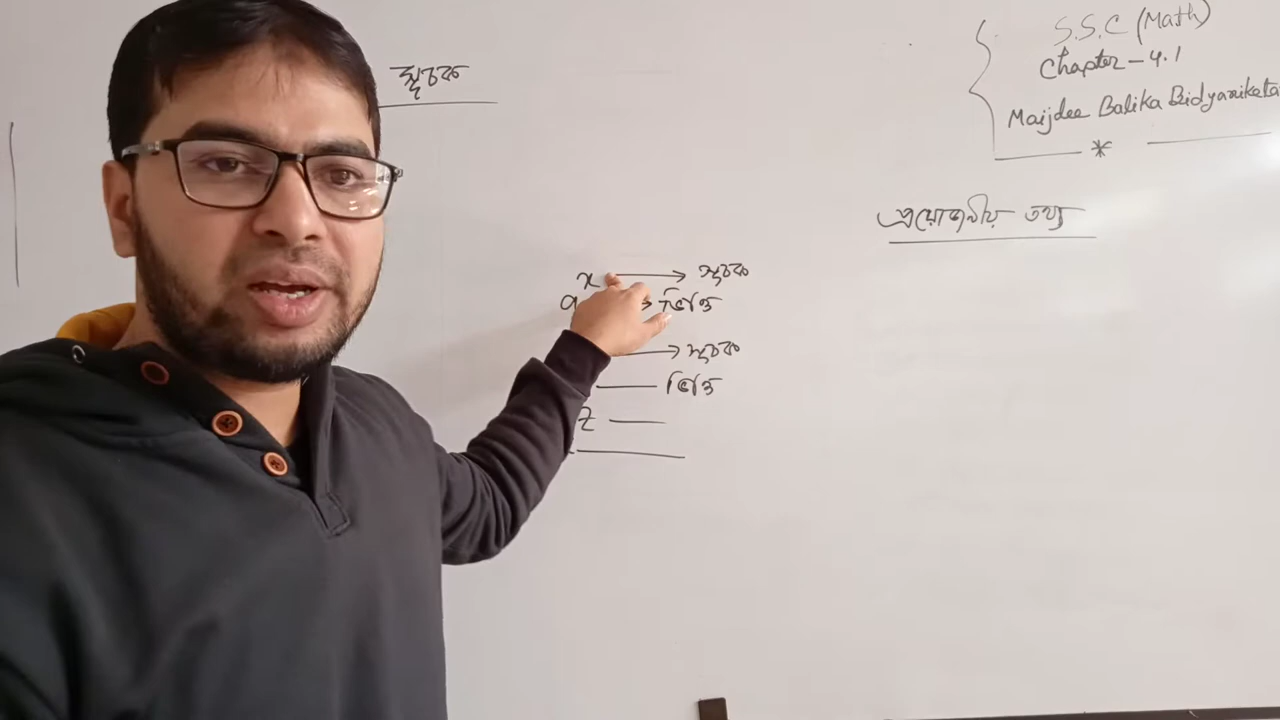 সূচক
S.S.C (Math)
Chapter - 4.1
Maijdee Balika Bidyaniketan
*
প্রয়োজনীয় তথ্য
x → সূচক
a → ভিত্তি
→ সূচক
— ভিত্তি
z —